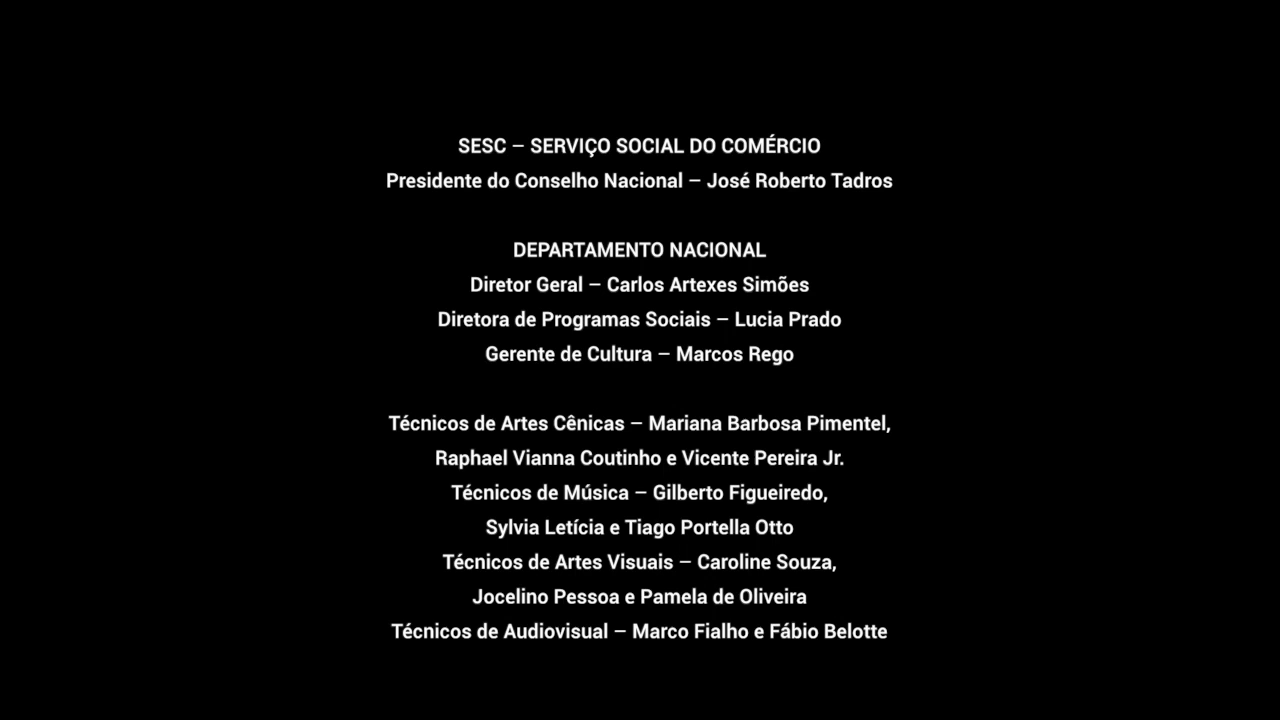 SESC – SERVIÇO SOCIAL DO COMÉRCIO
Presidente do Conselho Nacional – José Roberto Tadros
DEPARTAMENTO NACIONAL
Diretor Geral – Carlos Artexes Simões
Diretora de Programas Sociais – Lucia Prado
Gerente de Cultura – Marcos Rego
Técnicos de Artes Cênicas – Mariana Barbosa Pimentel,
Raphael Vianna Coutinho e Vicente Pereira Jr.
Técnicos de Música – Gilberto Figueiredo,
Sylvia Letícia e Tiago Portella Otto
Técnicos de Artes Visuais – Caroline Souza,
Jocelino Pessoa e Pamela de Oliveira
Técnicos de Audiovisual – Marco Fialho e Fábio Belotte